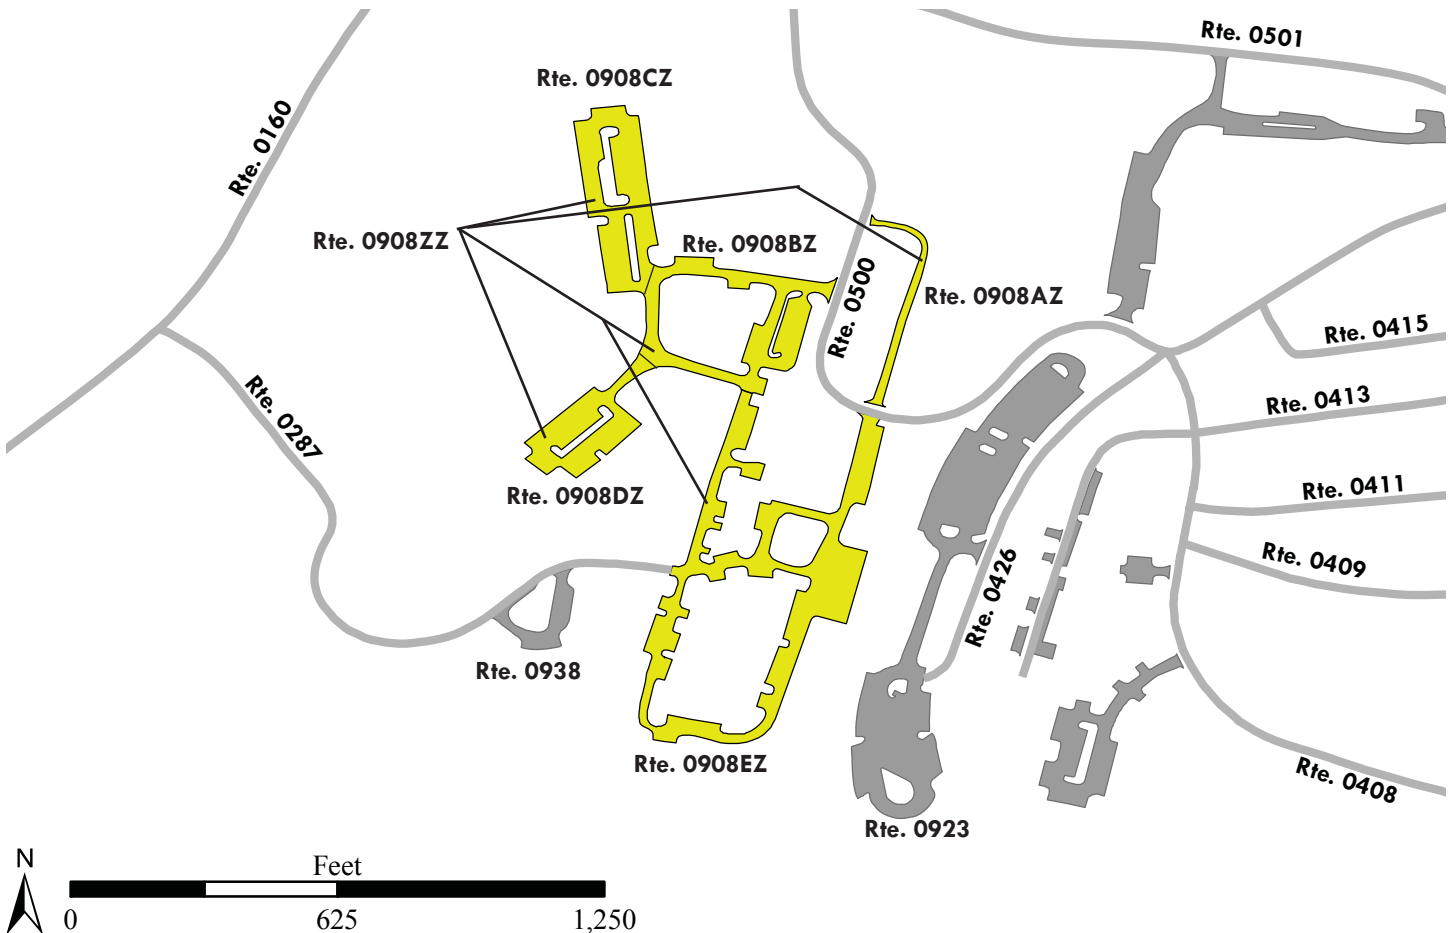 Rte. 0501
Rte. 0908CZ
Rte. 0160
Rte. 0908ZZ
Rte. 0908BZ
Rte. 0500
Rte. 0908AZ
Rte. 0415
Rte. 0287
Rte. 0413
Rte. 0908DZ
Rte. 0411
Rte. 0409
Rte. 0426
Rte. 0938
Rte. 0908EZ
Rte. 0408
Rte. 0923
N
Feet
0 625 1,250